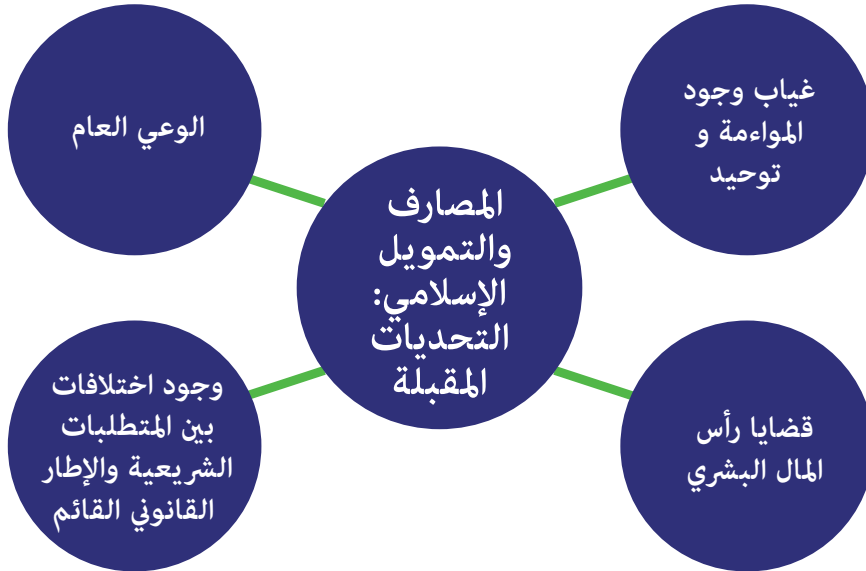 غياب وجود
المواءمة و
توحيد
الوعي العام
المصارف
والتمويل
الإسلامي:
التحديات
المقبلة
قضايا رأس
المال البشري
وجود اختلافات
بين المتطلبات
الشريعية والإطار
القانوني القائم